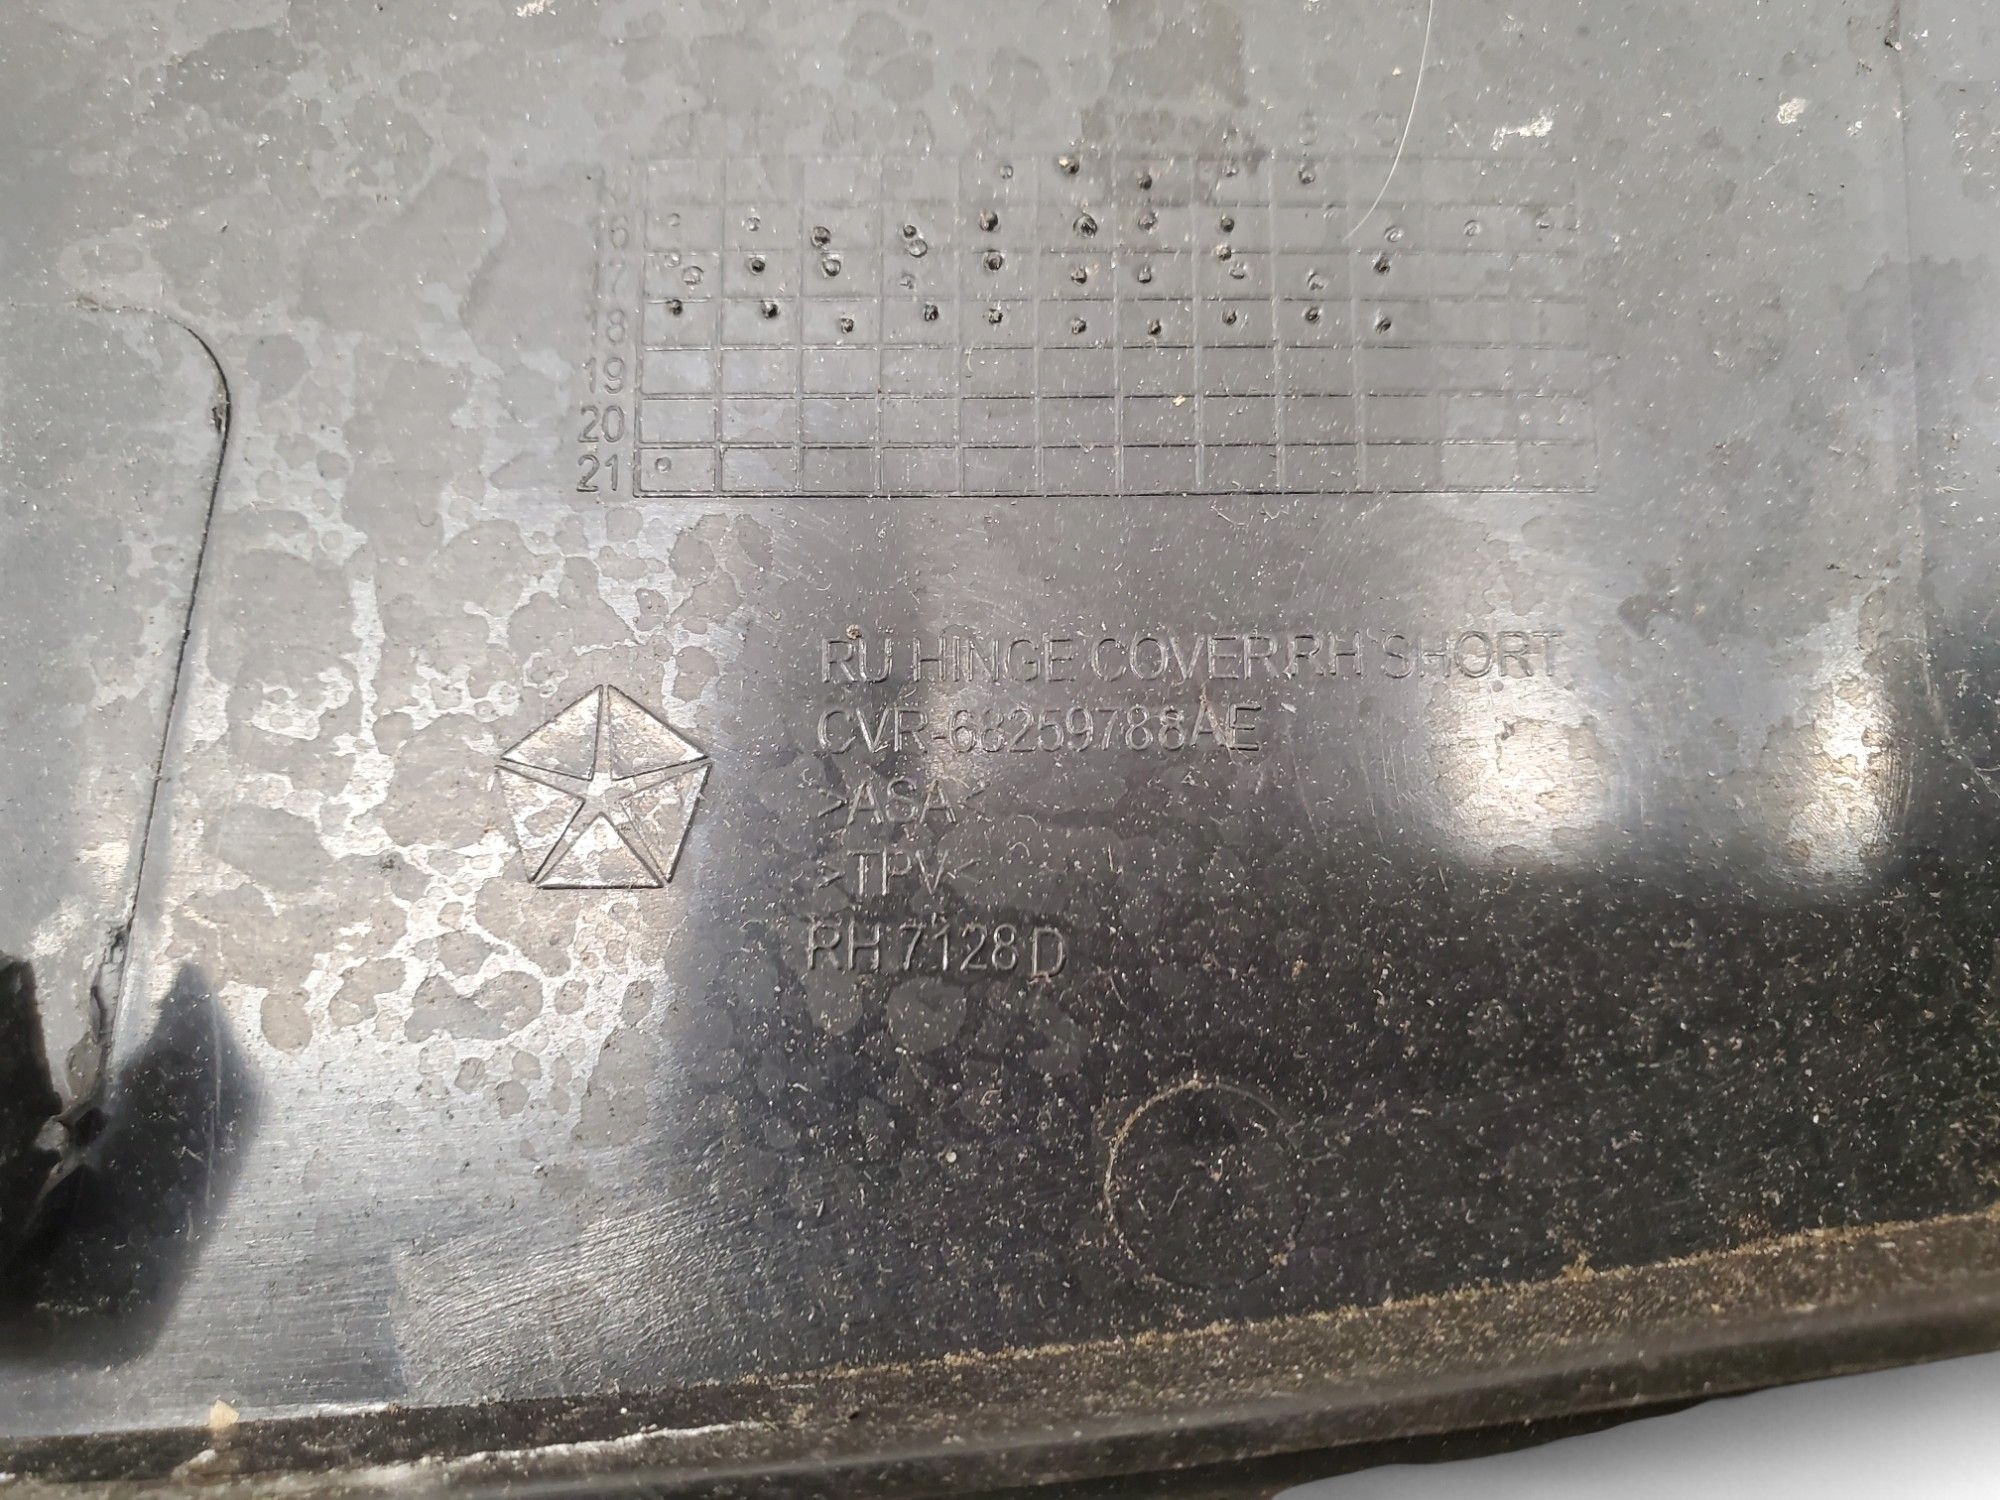 J F M A M J J A S O N
16
17
18
19
20
21
RU HINGE COVER RH SHORT
CVR-68259788AE
>ASA<
>TPV<
RH 7128 D